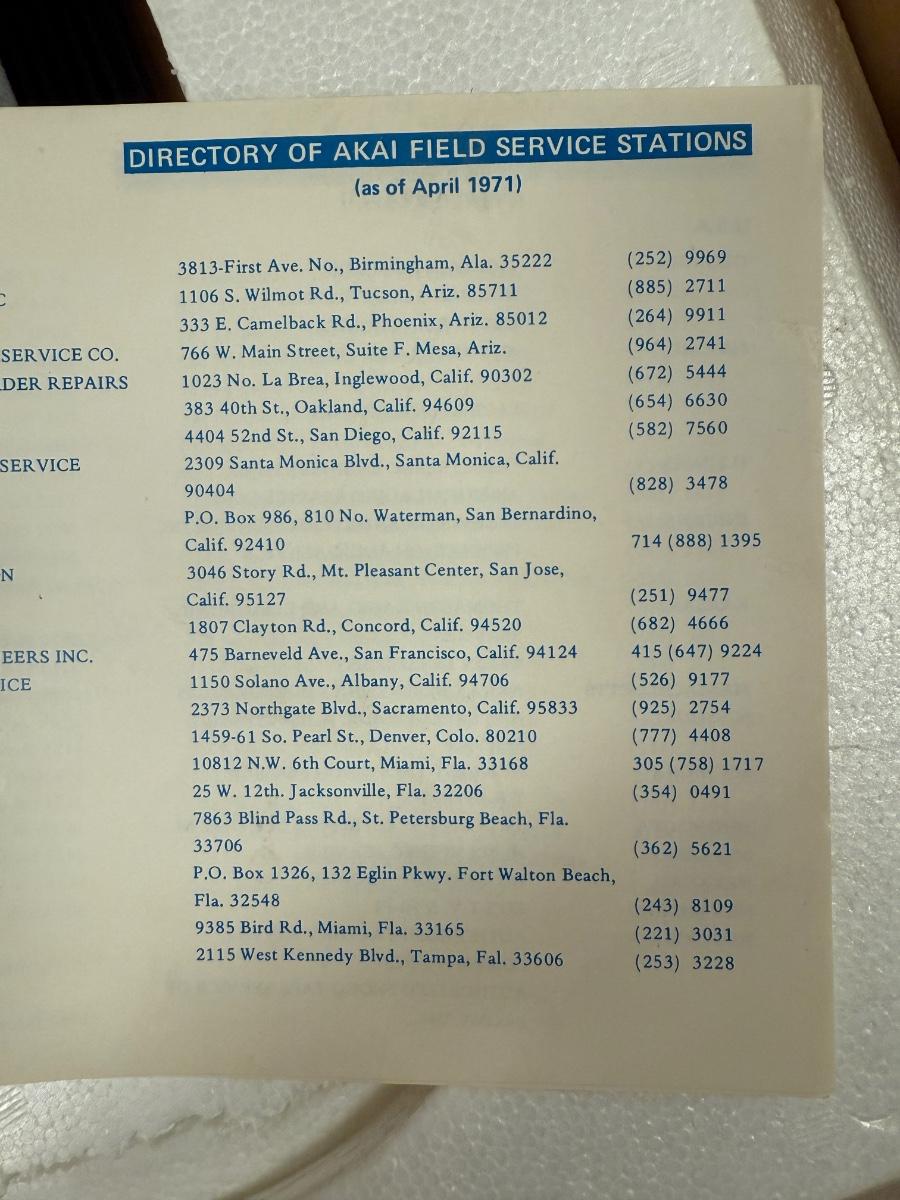 DIRECTORY OF AKAI FIELD SERVICE STATIONS
(as of April 1971)
3813-First Ave. No., Birmingham, Ala. 35222 (252) 9969
C 1106 S. Wilmot Rd., Tucson, Ariz. 85711 (885) 2711
333 E. Camelback Rd., Phoenix, Ariz. 85012 (264) 9911
SERVICE CO. 766 W. Main Street, Suite F. Mesa, Ariz. (964) 2741
DER REPAIRS 1023 No. La Brea, Inglewood, Calif. 90302 (672) 5444
383 40th St., Oakland, Calif. 94609 (654) 6630
4404 52nd St., San Diego, Calif. 92115 (582) 7560
SERVICE 2309 Santa Monica Blvd., Santa Monica, Calif.
90404 (828) 3478
P.O. Box 986, 810 No. Waterman, San Bernardino,
Calif. 92410 714 (888) 1395
N 3046 Story Rd., Mt. Pleasant Center, San Jose,
Calif. 95127 (251) 9477
1807 Clayton Rd., Concord, Calif. 94520 (682) 4666
EERS INC. 475 Barneveld Ave., San Francisco, Calif. 94124 415 (647) 9224
ICE 1150 Solano Ave., Albany, Calif. 94706 (526) 9177
2373 Northgate Blvd., Sacramento, Calif. 95833 (925) 2754
1459-61 So. Pearl St., Denver, Colo. 80210 (777) 4408
10812 N.W. 6th Court, Miami, Fla. 33168 305 (758) 1717
25 W. 12th. Jacksonville, Fla. 32206 (354) 0491
7863 Blind Pass Rd., St. Petersburg Beach, Fla.
33706 (362) 5621
P.O. Box 1326, 132 Eglin Pkwy. Fort Walton Beach,
Fla. 32548 (243) 8109
9385 Bird Rd., Miami, Fla. 33165 (221) 3031
2115 West Kennedy Blvd., Tampa, Fal. 33606 (253) 3228